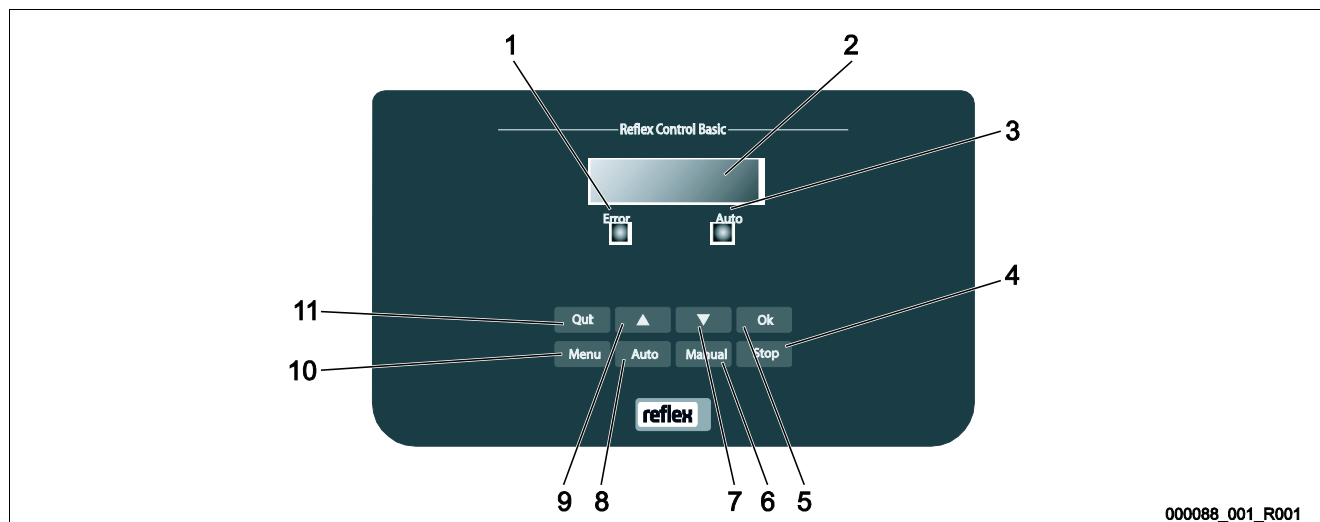 1
2
Reflex Control Basic
3
Error
Auto
4
11
Quit
▲
▼
Ok
10
Menu
Auto
Manual
Stop
reflex
9
8
7
6
5
000088_001_R001